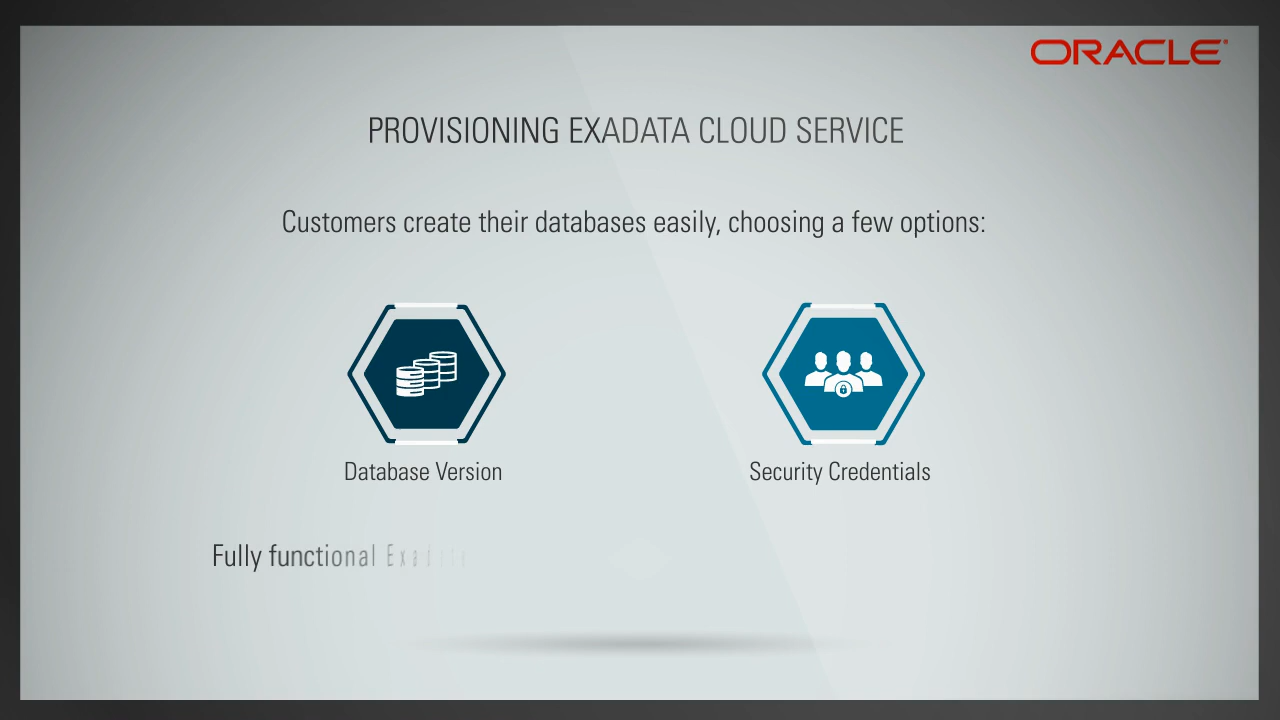 ORACLE
PROVISIONING EXADATA CLOUD SERVICE
Customers create their databases easily, choosing a few options:
Database Version
Security Credentials
Fully functional